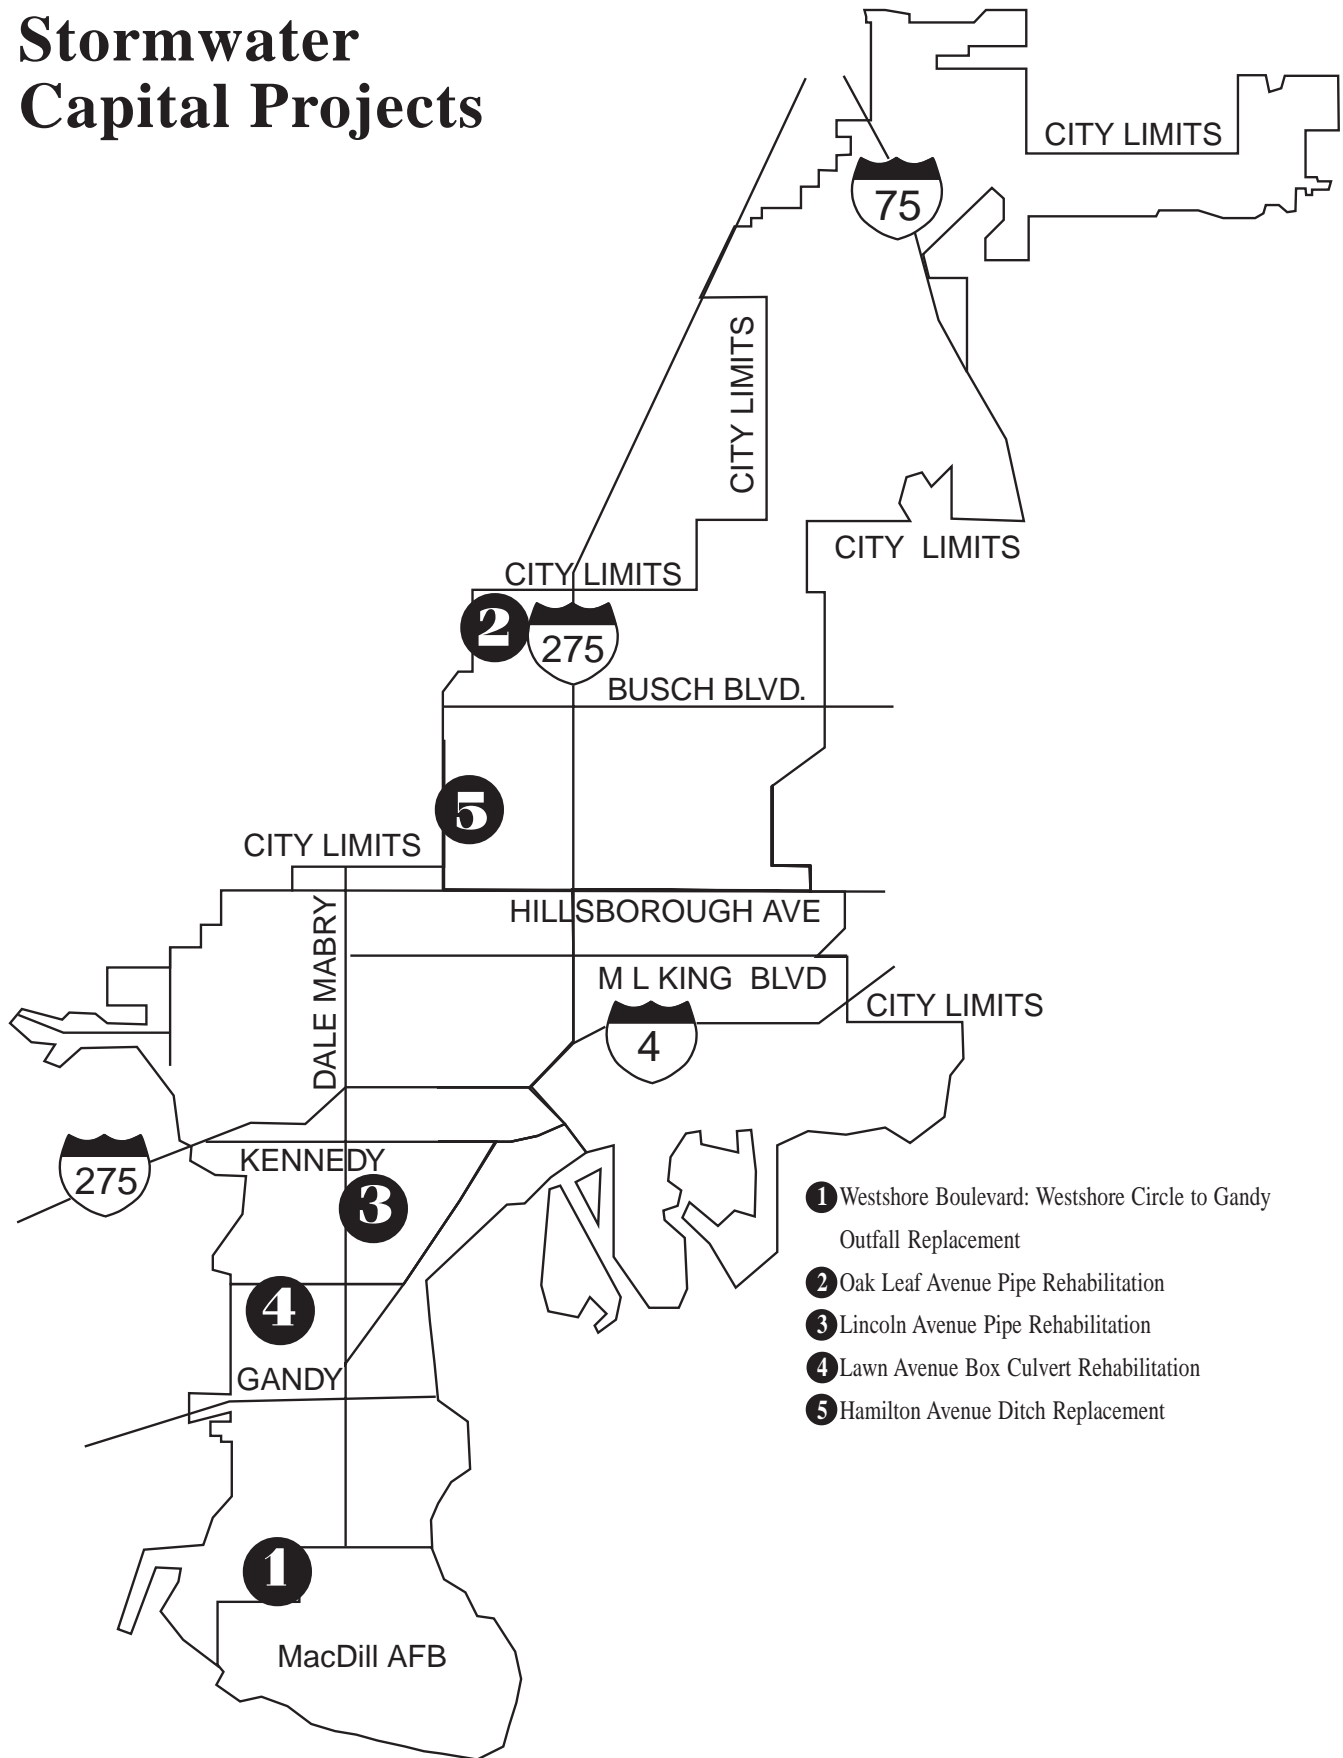 Stormwater
Capital Projects
CITY LIMITS
75
CITY LIMITS
CITY LIMITS
CITY LIMITS
2
275
BUSCH BLVD.
5
CITY LIMITS
HILLSBOROUGH AVE
DALE MABRY
M L KING BLVD
CITY LIMITS
4
KENNEDY
275
3
4
GANDY
1
MacDill AFB
1 Westshore Boulevard: Westshore Circle to Gandy
Outfall Replacement
2 Oak Leaf Avenue Pipe Rehabilitation
3 Lincoln Avenue Pipe Rehabilitation
4 Lawn Avenue Box Culvert Rehabilitation
5 Hamilton Avenue Ditch Replacement